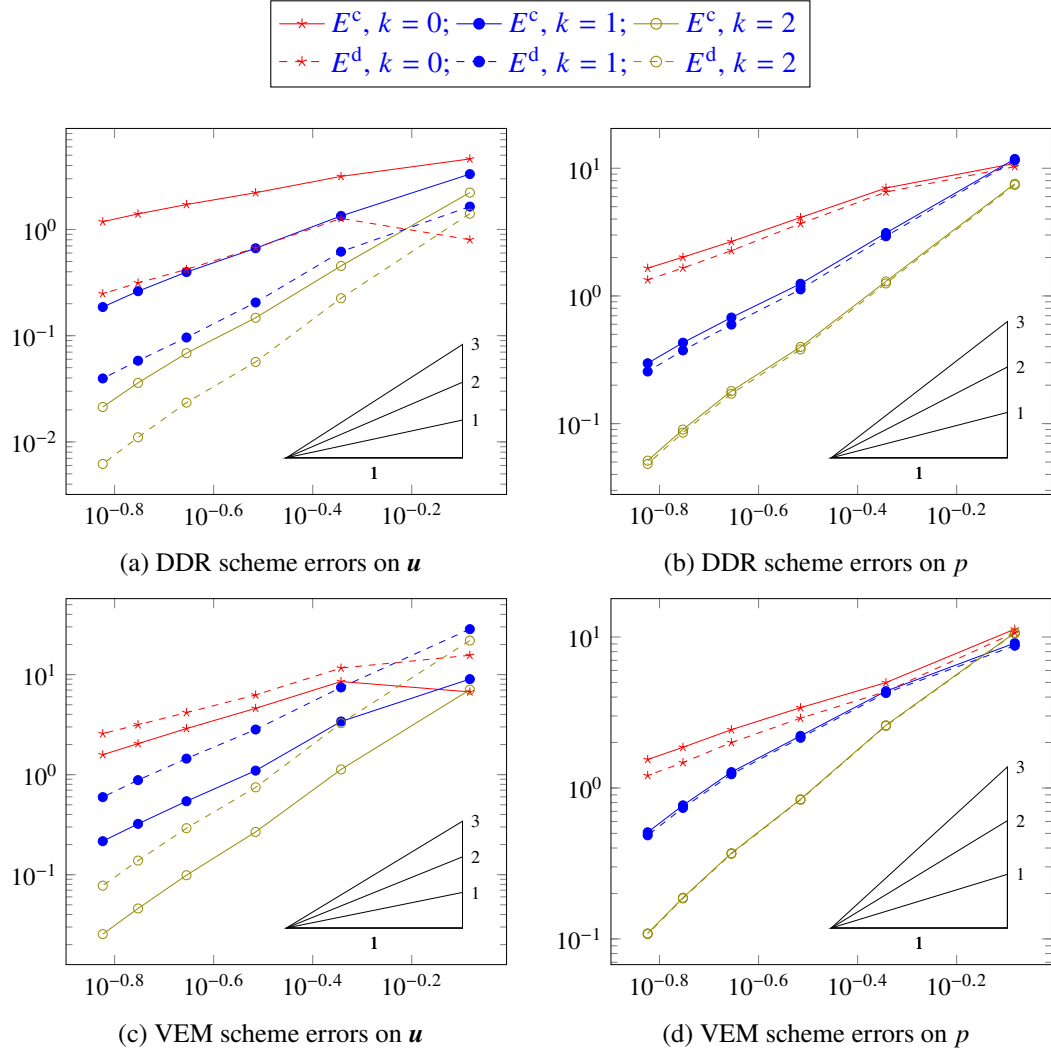 E^c, k = 0; E^c, k = 1; E^c, k = 2
E^d, k = 0; E^d, k = 1; E^d, k = 2
10^0
10^−1
10^−2
3
2
1
1
10^−0.8 10^−0.6 10^−0.4 10^−0.2
(a) DDR scheme errors on u
10^1
10^0
10^−1
3
2
1
1
10^−0.8 10^−0.6 10^−0.4 10^−0.2
(b) DDR scheme errors on p
10^1
10^0
10^−1
3
2
1
1
10^−0.8 10^−0.6 10^−0.4 10^−0.2
(c) VEM scheme errors on u
10^1
10^0
10^−1
3
2
1
1
10^−0.8 10^−0.6 10^−0.4 10^−0.2
(d) VEM scheme errors on p